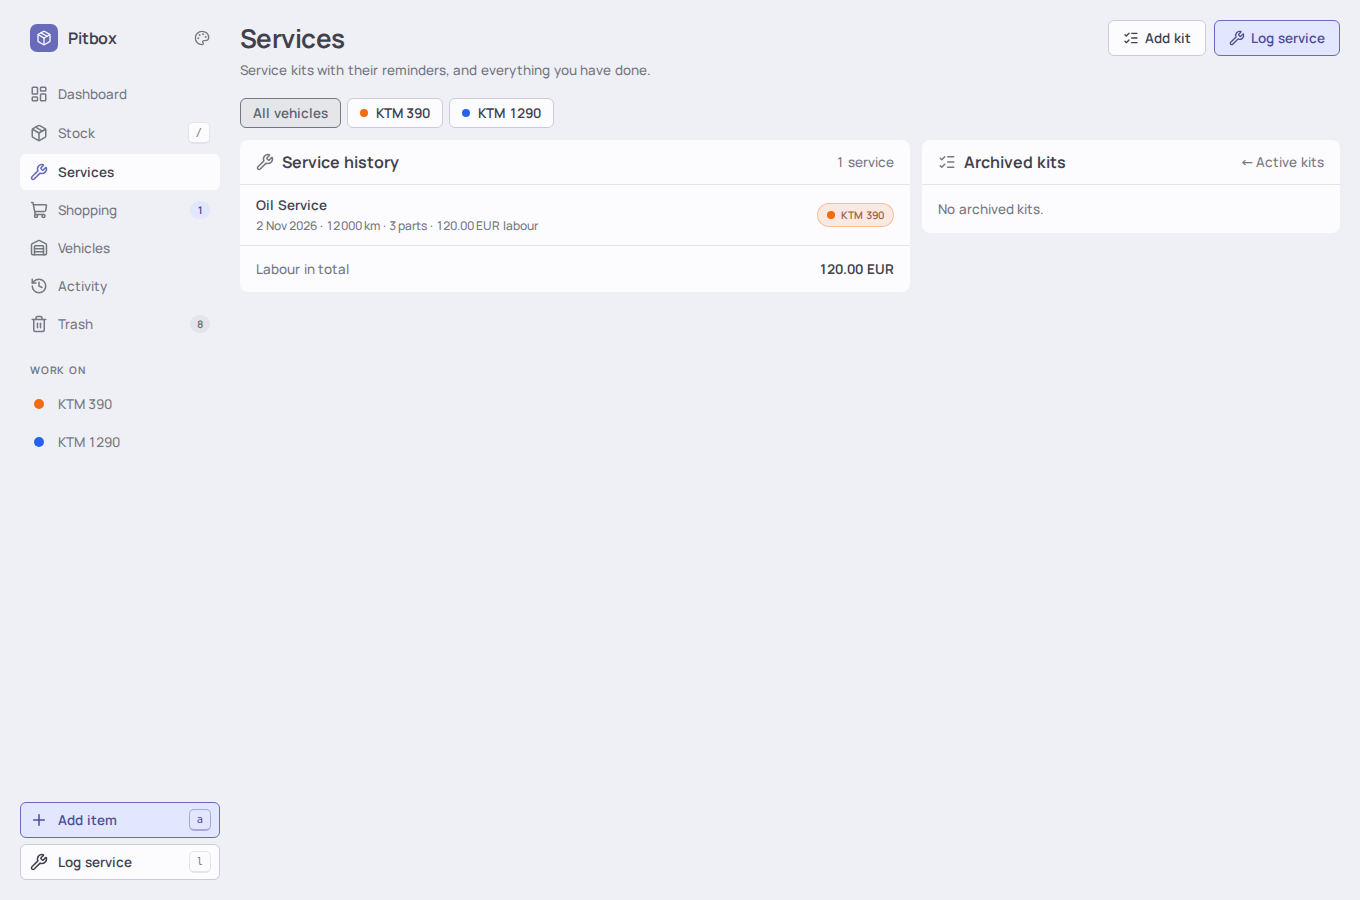 Pitbox
Dashboard
Stock /
Services
Shopping 1
Vehicles
Activity
Trash 8
WORK ON
KTM 390
KTM 1290
Add item a
Log service l
Services
Service kits with their reminders, and everything you have done.
Add kit
Log service
All vehicles
KTM 390
KTM 1290
Service history
1 service
Oil Service
2 Nov 2026 · 12 000 km · 3 parts · 120.00 EUR labour
KTM 390
Labour in total
120.00 EUR
Archived kits
← Active kits
No archived kits.